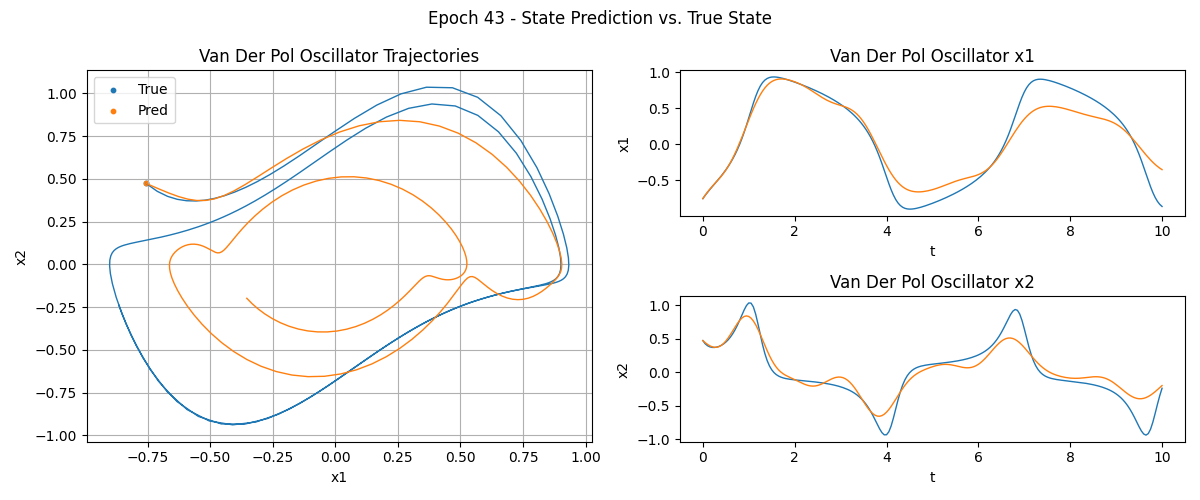 Epoch 43 - State Prediction vs. True State
Van Der Pol Oscillator Trajectories
True
Pred
1.00
0.75
0.50
0.25
0.00
−0.25
−0.50
−0.75
−1.00
x2
−0.75 −0.50 −0.25 0.00 0.25 0.50 0.75 1.00
x1
Van Der Pol Oscillator x1
1.0
0.5
0.0
−0.5
x1
0 2 4 6 8 10
t
Van Der Pol Oscillator x2
1.0
0.5
0.0
−0.5
−1.0
x2
0 2 4 6 8 10
t